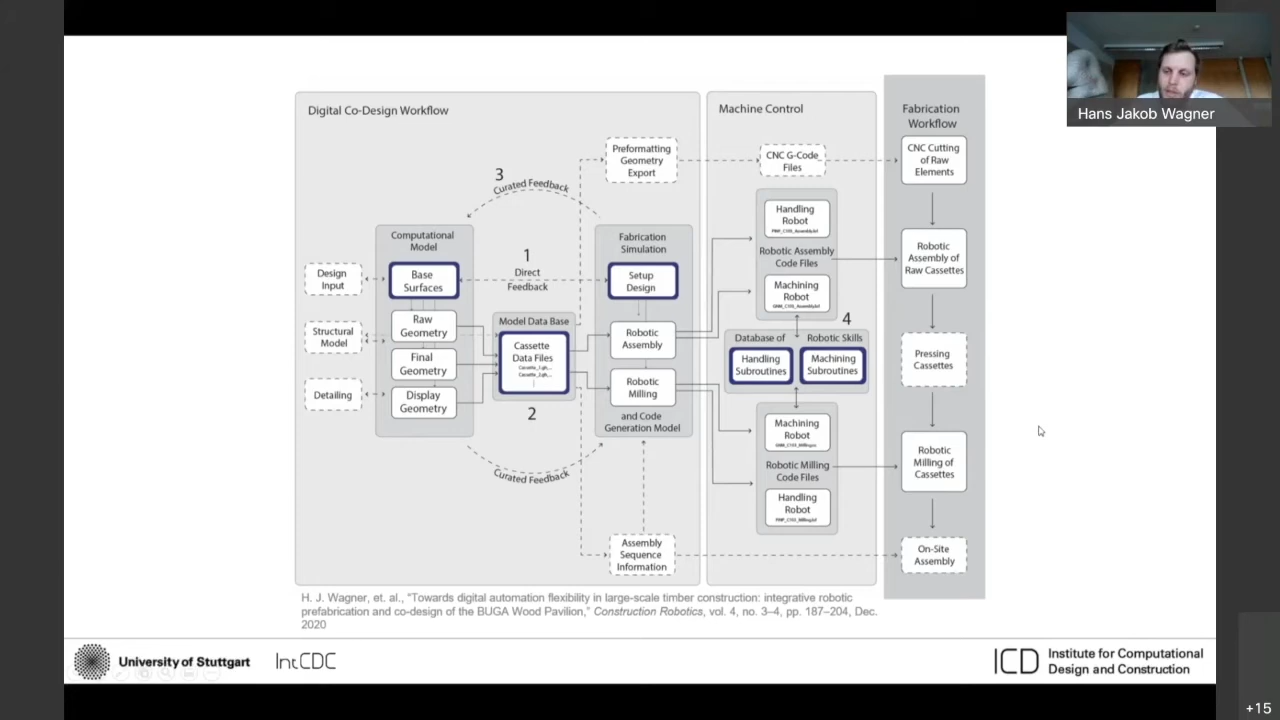 Digital Co-Design Workflow
Machine Control
Fabrication
Workflow
Hans Jakob Wagner
Preformatting
Geometry
Export
CNC G-Code
Files
CNC Cutting
of Raw
Elements
3
Curated Feedback
Computational
Model
1
Direct
Feedback
Fabrication
Simulation
Handling
Robot
Robotic Assembly
Code Files
Machining
Robot
Robotic
Assembly of
Raw Cassettes
Design
Input
Base
Surfaces
Setup
Design
Structural
Model
Raw
Geometry
Model Data Base
Cassette
Data Files
Robotic
Assembly
Database of
Robotic Skills
4
Handling
Subroutines
Machining
Subroutines
Pressing
Cassettes
Final
Geometry
Detailing
Display
Geometry
2
Robotic
Milling
and Code
Generation Model
Curated Feedback
Machining
Robot
Robotic Milling
Code Files
Handling
Robot
Robotic
Milling of
Cassettes
Assembly
Sequence
Information
On-Site
Assembly
H. J. Wagner, et. al., “Towards digital automation flexibility in large-scale timber construction: integrative robotic
prefabrication and co-design of the BUGA Wood Pavilion,” Construction Robotics, vol. 4, no. 3–4, pp. 187–204, Dec.
2020
University of Stuttgart
IntCDC
ICD
Institute for Computational
Design and Construction
+15